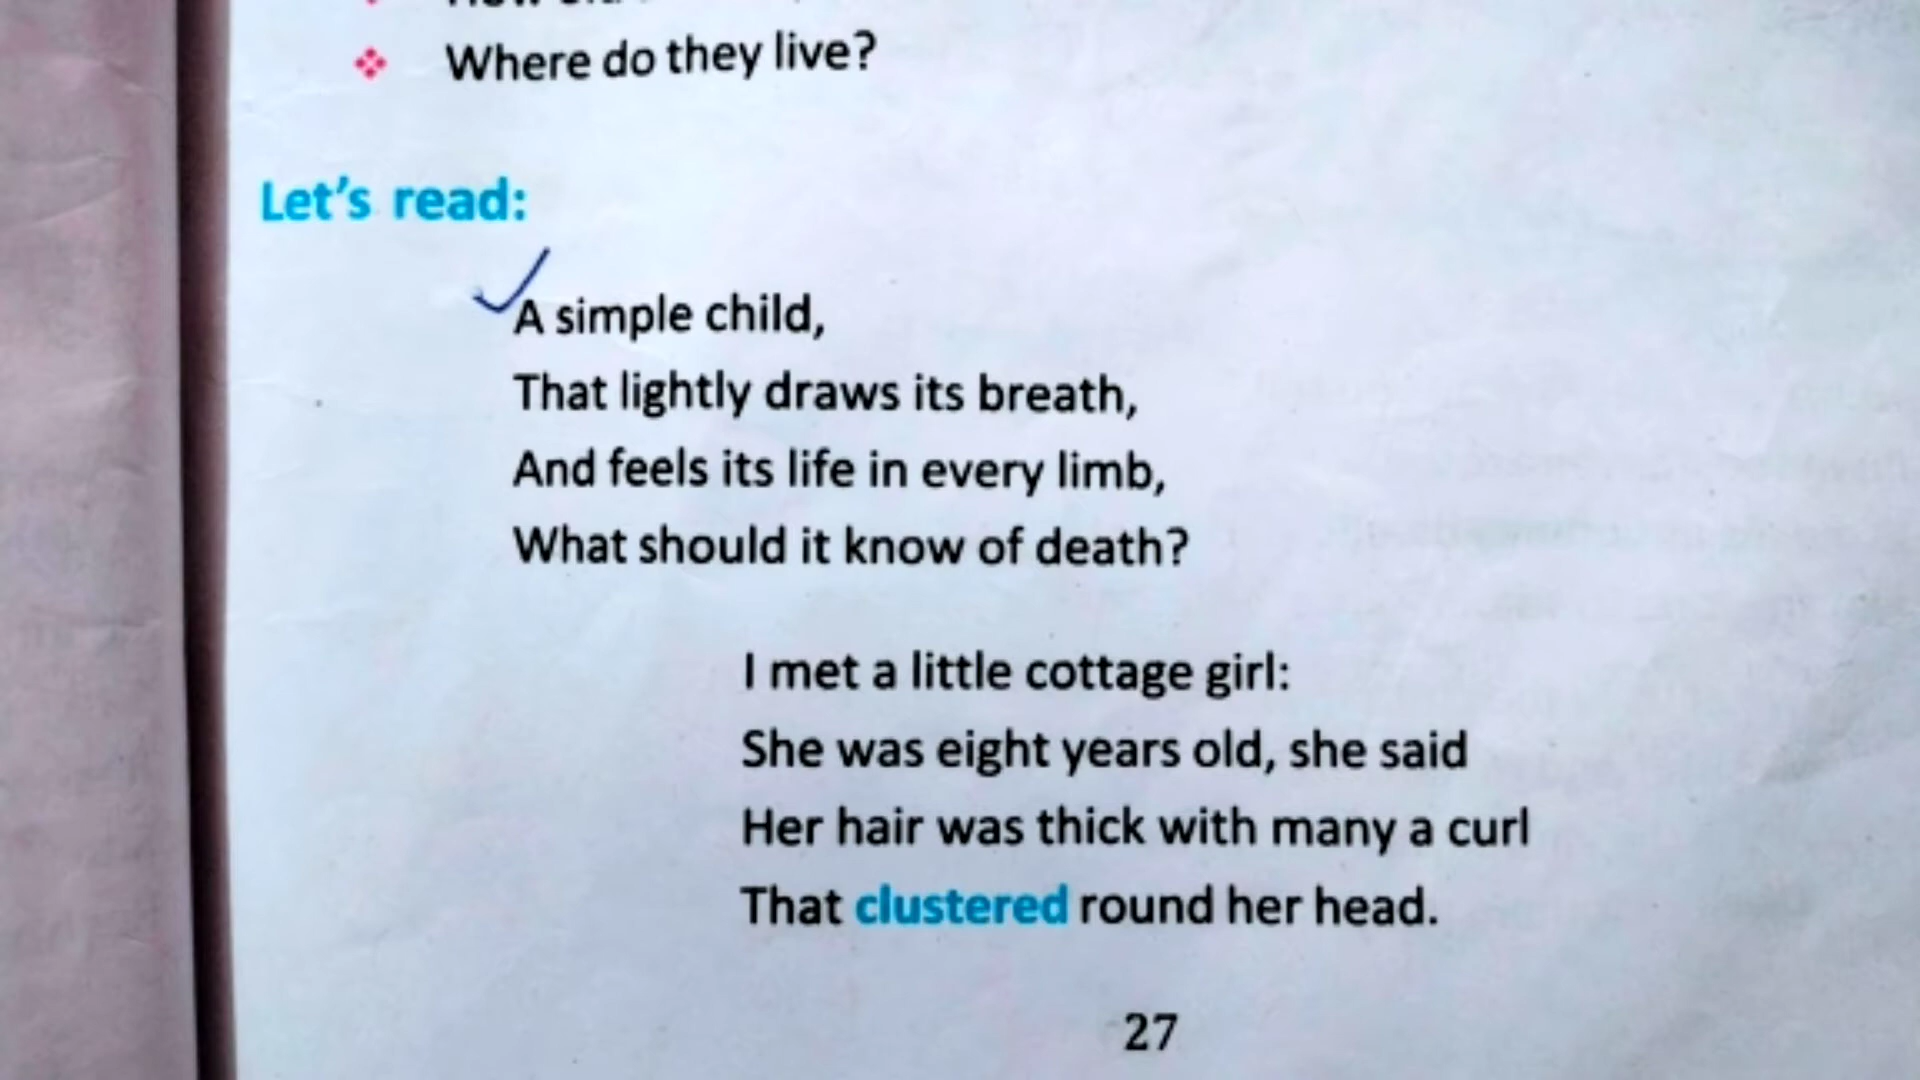 Where do they live?
Let's read:
A simple child,
That lightly draws its breath,
And feels its life in every limb,
What should it know of death?
I met a little cottage girl:
She was eight years old, she said
Her hair was thick with many a curl
That clustered round her head.
27